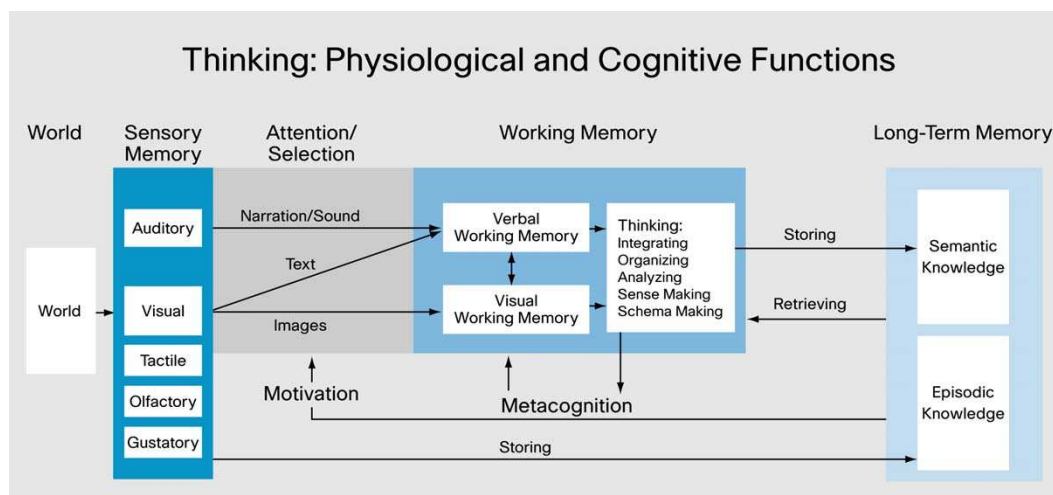 Thinking: Physiological and Cognitive Functions
World
Sensory
Memory
Attention/
Selection
Working Memory
Long-Term Memory
World
Auditory
Visual
Tactile
Olfactory
Gustatory
Narration/Sound
Text
Images
Verbal
Working Memory
Visual
Working Memory
Thinking:
Integrating
Organizing
Analyzing
Sense Making
Schema Making
Storing
Retrieving
Semantic
Knowledge
Episodic
Knowledge
Motivation
Metacognition
Storing